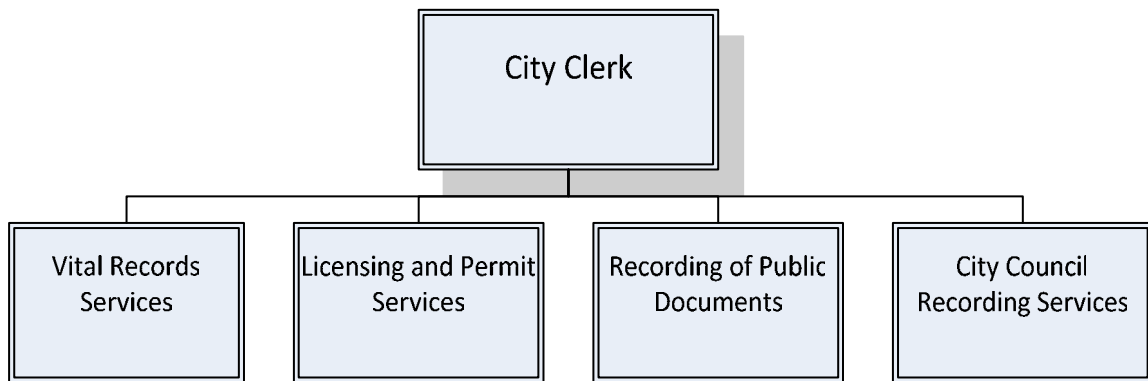 City Clerk
Vital Records
Services
Licensing and Permit
Services
Recording of Public
Documents
City Council
Recording Services